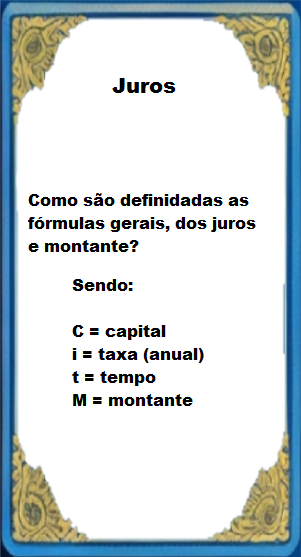 Juros
Como são definidadas as
fórmulas gerais, dos juros
e montante?
Sendo:
C = capital
i = taxa (anual)
t = tempo
M = montante